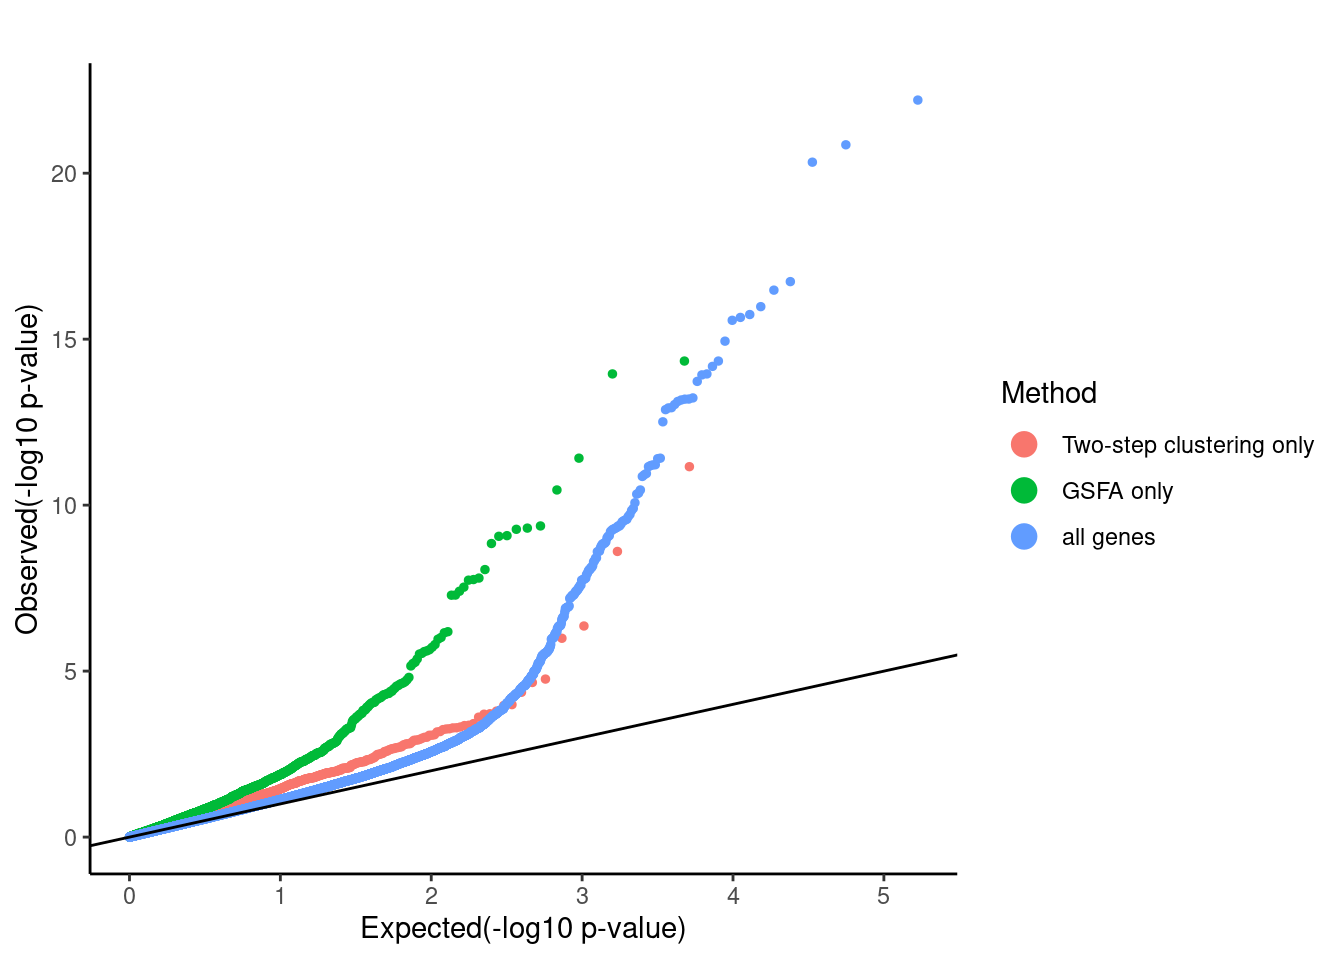 Observed(-log10 p-value)
20
15
10
5
0
0 1 2 3 4 5
Expected(-log10 p-value)
Method
Two-step clustering only
GSFA only
all genes